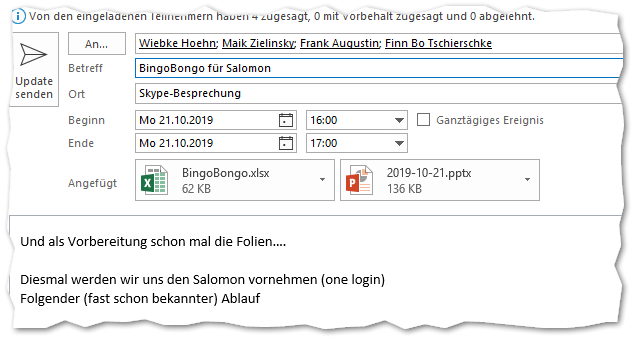 Von den eingeladenen Teilnehmern haben 4 zugesagt, 0 mit Vorbehalt zugesagt und 0 abgelehnt.
An... Wiebke Hoehn; Maik Zielinsky; Frank Augustin; Finn Bo Tschierschke
Update senden
Betreff BingoBongo für Salomon
Ort Skype-Besprechung
Beginn Mo 21.10.2019 16:00 Ganztägiges Ereignis
Ende Mo 21.10.2019 17:00
Angefügt
BingoBongo.xlsx
62 KB
2019-10-21.pptx
136 KB
Und als Vorbereitung schon mal die Folien....
Diesmal werden wir uns den Salomon vornehmen (one login)
Folgender (fast schon bekannter) Ablauf